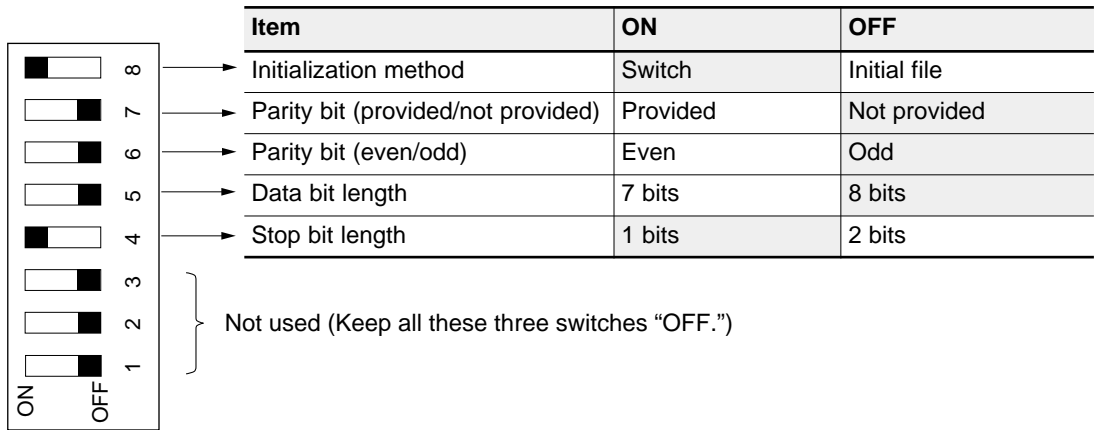 Item ON OFF
8 Initialization method Switch Initial file
7 Parity bit (provided/not provided) Provided Not provided
6 Parity bit (even/odd) Even Odd
5 Data bit length 7 bits 8 bits
4 Stop bit length 1 bits 2 bits
3
2 Not used (Keep all these three switches “OFF.”)
1
ON OFF